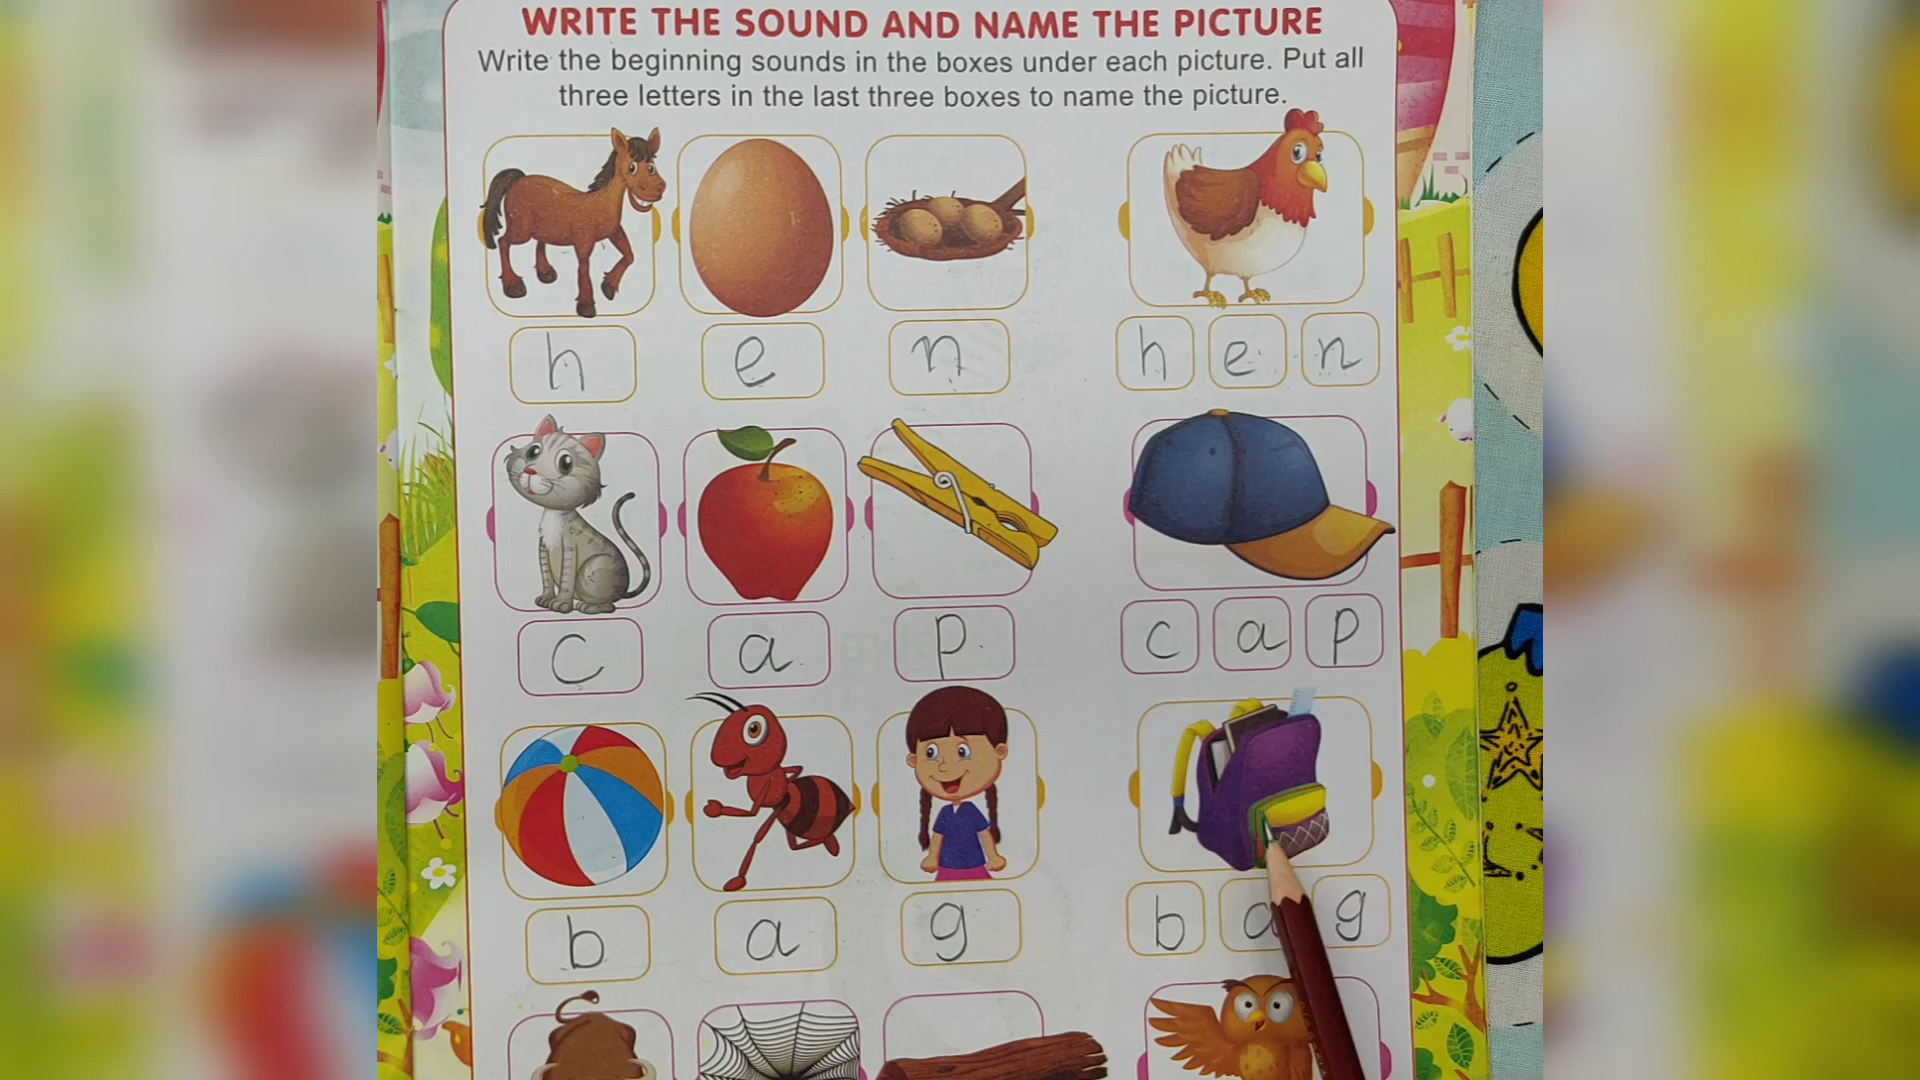 WRITE THE SOUND AND NAME THE PICTURE
Write the beginning sounds in the boxes under each picture. Put all
three letters in the last three boxes to name the picture.
h e n h e n
c a p c a p
b a g b a g